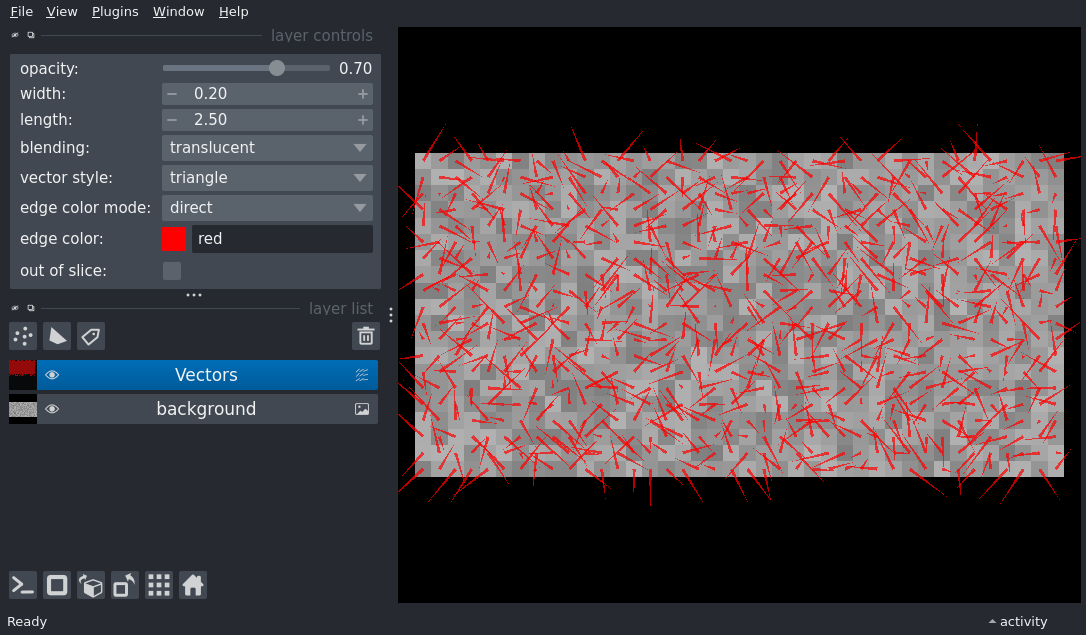 File View Plugins Window Help
layer controls
opacity: 0.70
width: − 0.20 +
length: − 2.50 +
blending: translucent
vector style: triangle
edge color mode: direct
edge color: red
out of slice:
layer list
Vectors
background
Ready
activity